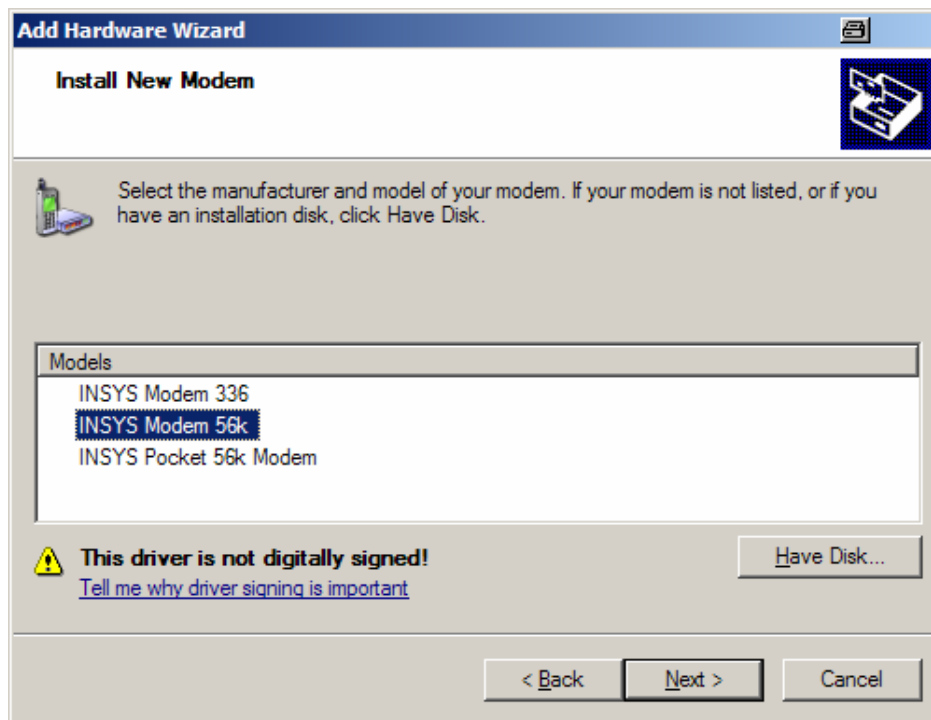 Add Hardware Wizard
Install New Modem
Select the manufacturer and model of your modem. If your modem is not listed, or if you
have an installation disk, click Have Disk.
Models
INSYS Modem 336
INSYS Modem 56k
INSYS Pocket 56k Modem
This driver is not digitally signed!
Tell me why driver signing is important
Have Disk...
< Back
Next >
Cancel